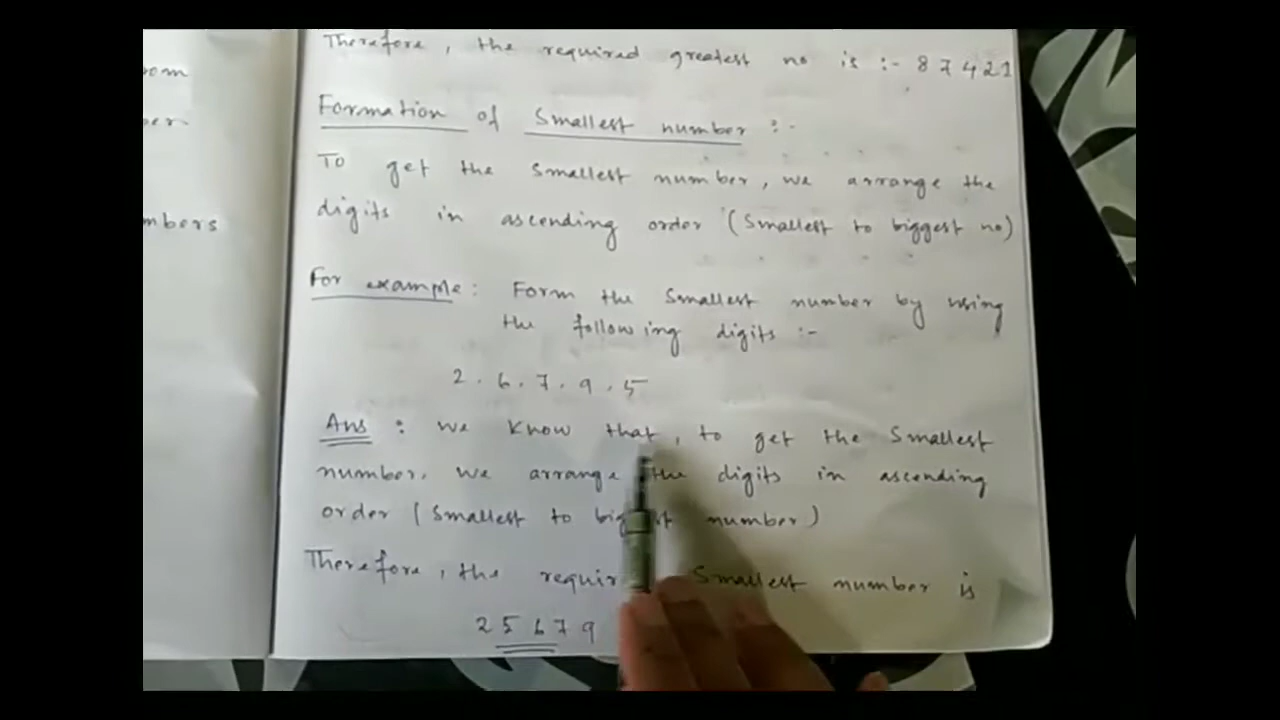 Therefore, the required greatest no is :- 87421
Formation of Smallest number :-
To get the smallest number, we arrange the
digits in ascending order (Smallest to biggest no)
For example: Form the smallest number by using
the following digits :-
2. 6. 7. 9. 5
Ans : We know that, to get the smallest
number, we arrange the digits in ascending
order (Smallest to number)
Therefore, the smallest number is
25679
mbers